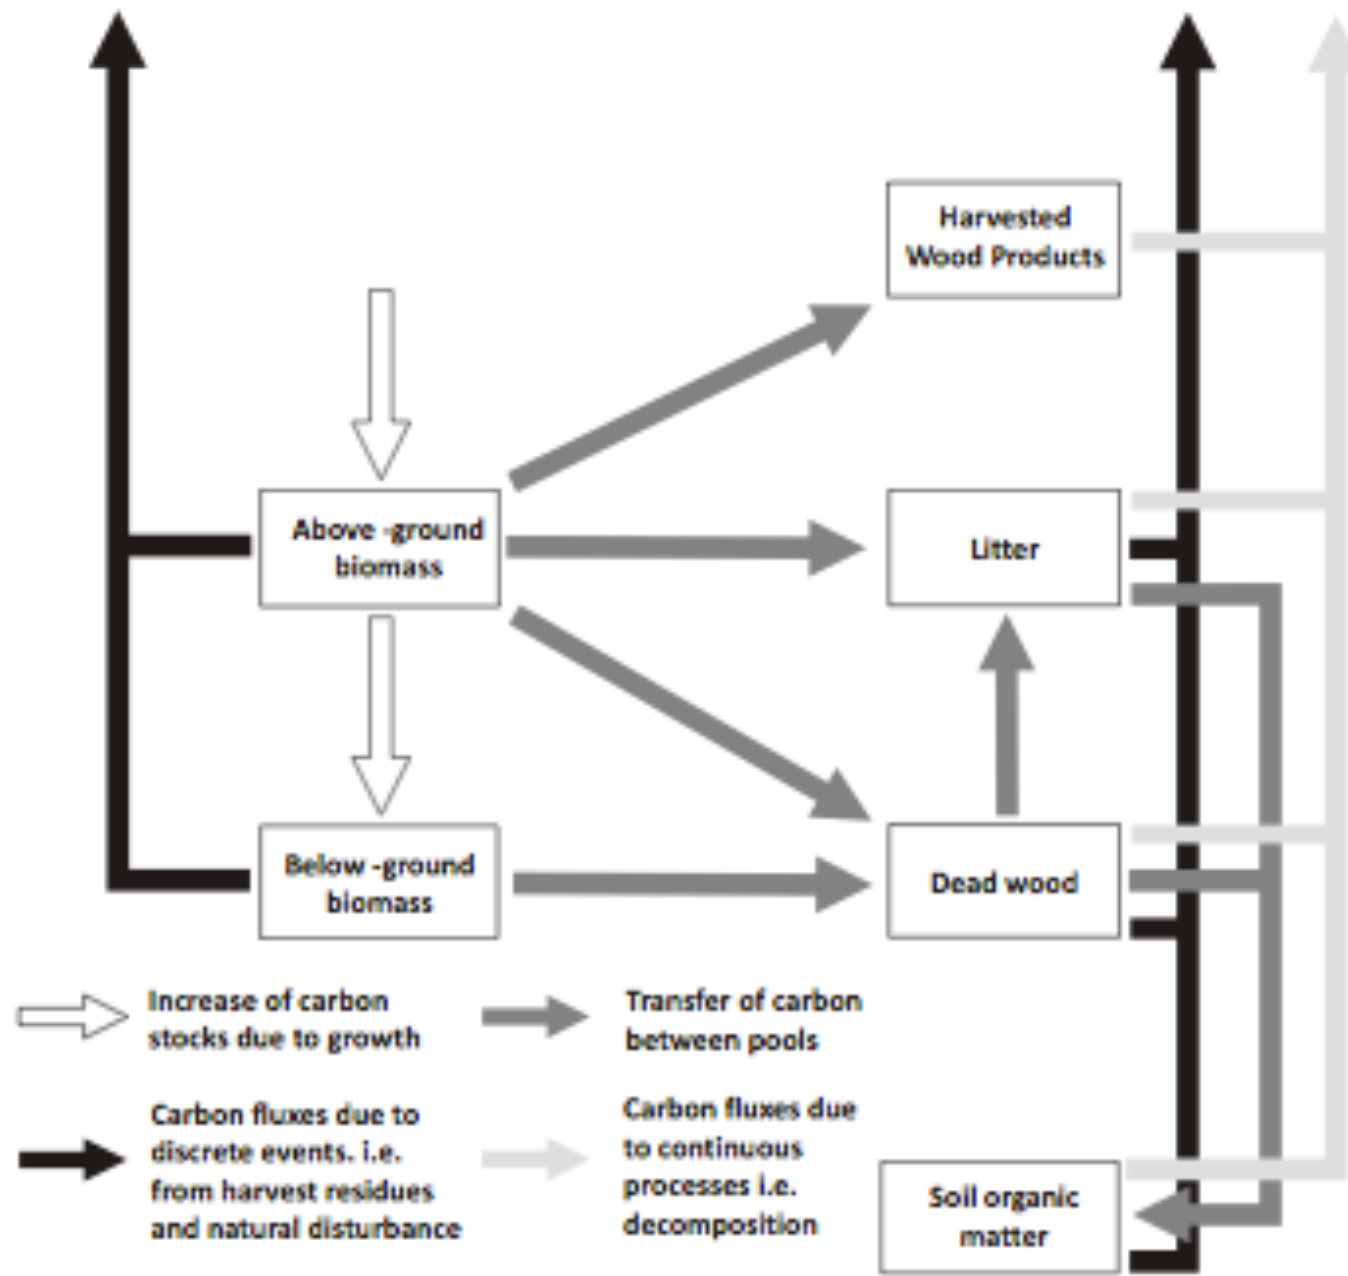 Harvested
Wood Products
Above -ground
biomass
Litter
Below -ground
biomass
Dead wood
Increase of carbon
stocks due to growth
Transfer of carbon
between pools
Carbon fluxes due to
discrete events. i.e.
from harvest residues
and natural disturbance
Carbon fluxes due
to continuous
processes i.e.
decomposition
Soil organic
matter